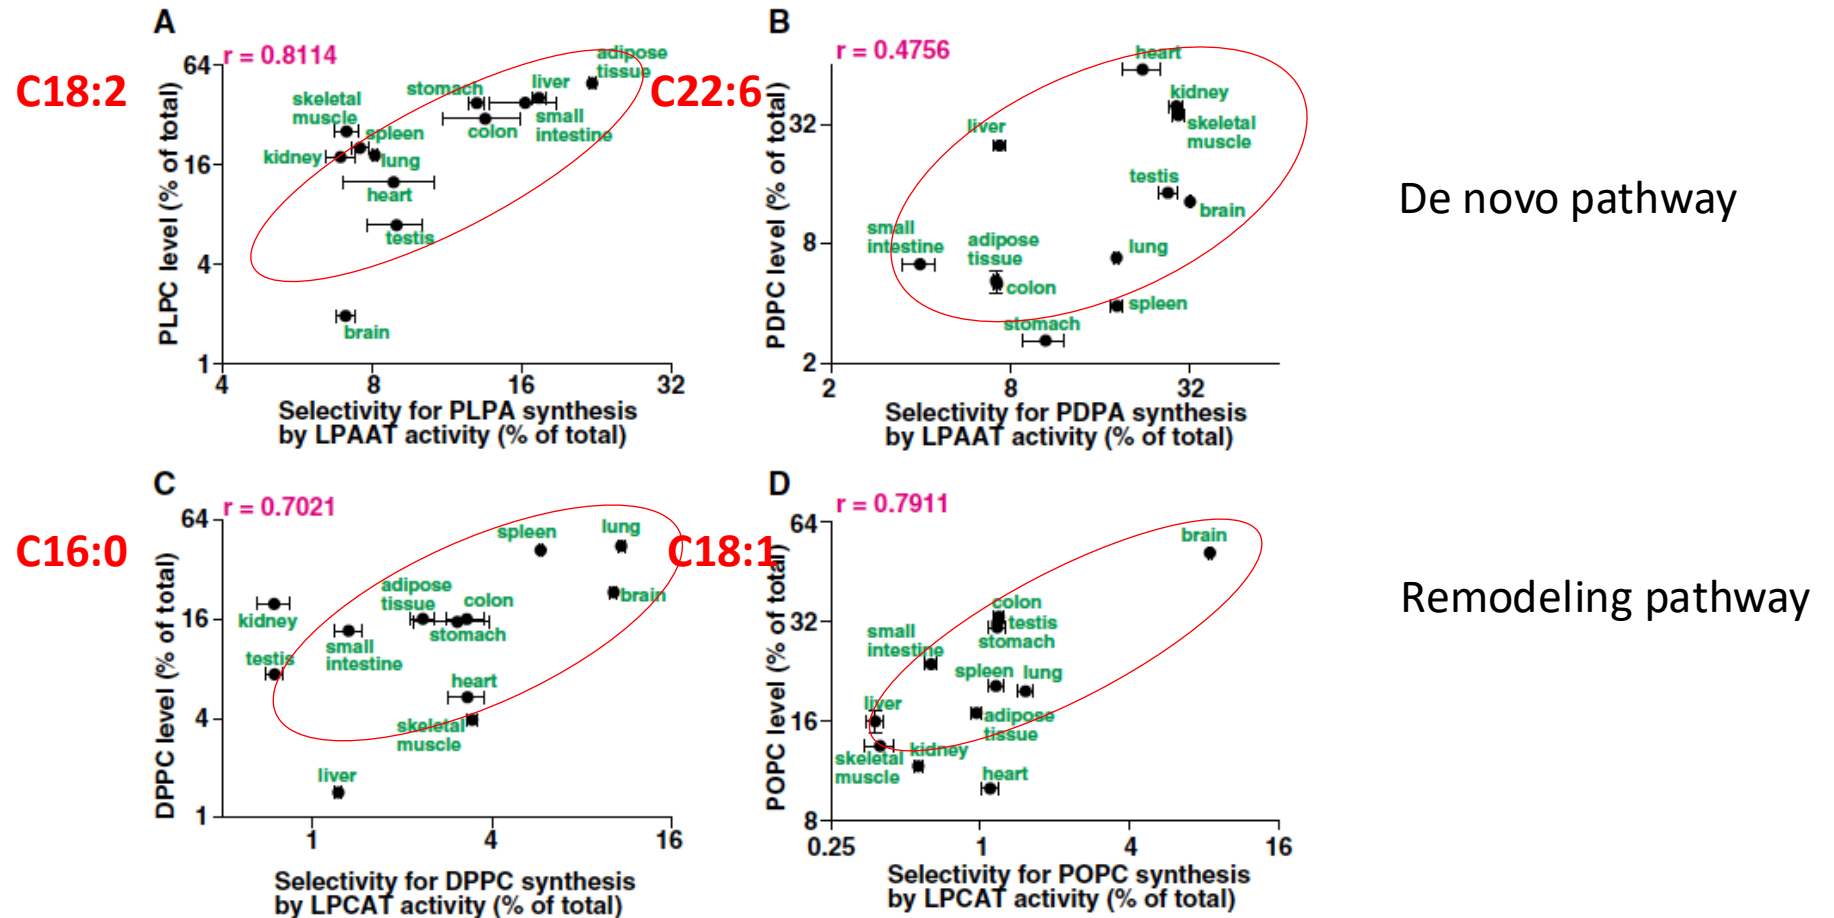 A
r = 0.8114
C18:2
PLPC level (% of total)
64
16
4
1
4
8
16
32
adipose
tissue
liver
stomach
small
intestine
colon
skeletal
muscle
spleen
kidney
lung
heart
testis
brain
Selectivity for PLPA synthesis
by LPAAT activity (% of total)
B
r = 0.4756
C22:6
PDPC level (% of total)
32
8
2
2
8
32
heart
kidney
skeletal
muscle
liver
testis
brain
small
intestine
adipose
tissue
colon
lung
spleen
stomach
Selectivity for PDPA synthesis
by LPAAT activity (% of total)
De novo pathway
C
r = 0.7021
C16:0
DPPC level (% of total)
64
16
4
1
1
4
16
spleen
lung
brain
adipose
tissue
colon
stomach
kidney
small
intestine
testis
heart
skeletal
muscle
liver
Selectivity for DPPC synthesis
by LPCAT activity (% of total)
D
r = 0.7911
C18:1
POPC level (% of total)
64
32
16
8
0.25
1
4
16
brain
colon
testis
stomach
small
intestine
spleen
lung
liver
adipose
tissue
skeletal
muscle
kidney
heart
Selectivity for POPC synthesis
by LPCAT activity (% of total)
Remodeling pathway